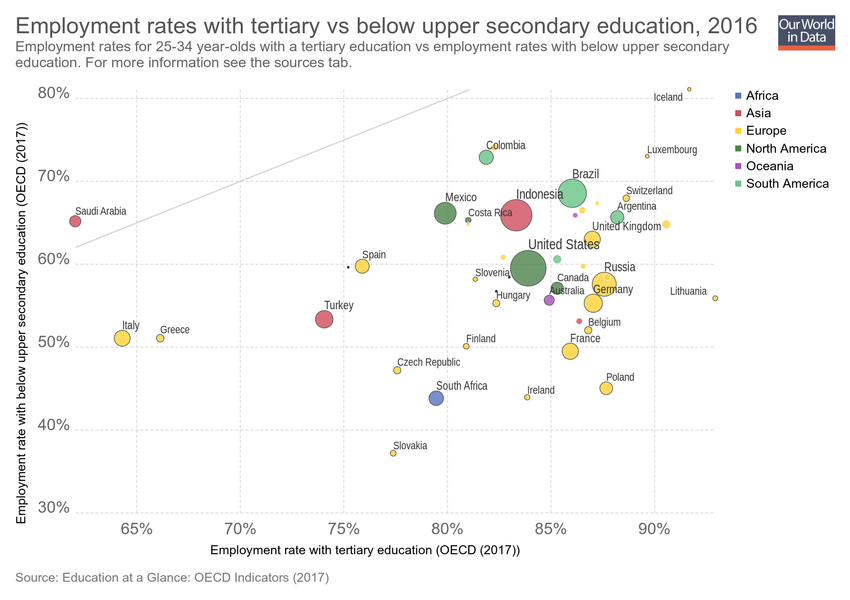 Employment rates with tertiary vs below upper secondary education, 2016
Employment rates for 25-34 year-olds with a tertiary education vs employment rates with below upper secondary
education. For more information see the sources tab.
Our World
in Data
Employment rate with below upper secondary education (OECD (2017))
80%
70%
60%
50%
40%
30%
Iceland
Colombia
Luxembourg
Brazil
Switzerland
Indonesia
Mexico
Argentina
Saudi Arabia
Costa Rica
United Kingdom
United States
Spain
Russia
Slovenia
Canada
Germany
Australia
Lithuania
Hungary
Turkey
Belgium
Italy
Greece
Finland
France
Czech Republic
Poland
South Africa
Ireland
Slovakia
65%
70%
75%
80%
85%
90%
Employment rate with tertiary education (OECD (2017))
Africa
Asia
Europe
North America
Oceania
South America
Source: Education at a Glance: OECD Indicators (2017)